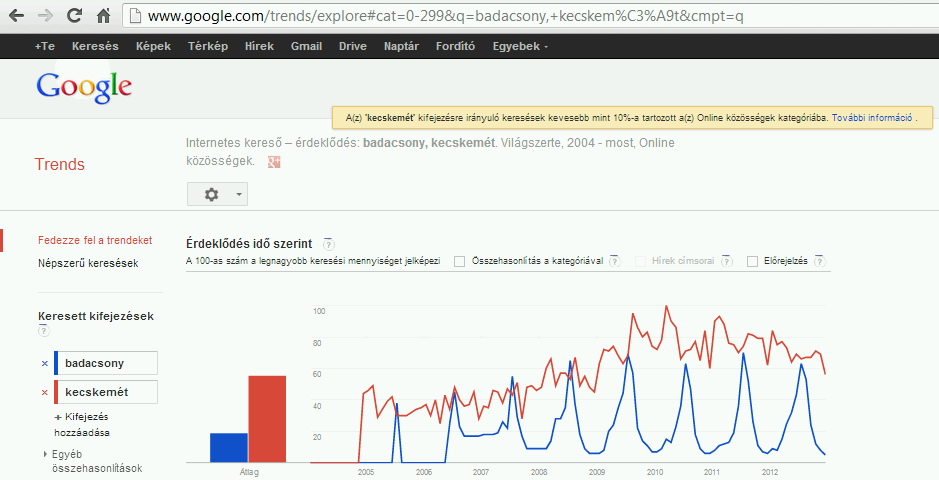 www.google.com/trends/explore#cat=0-299&q=badacsony,+kecskem%C3%A9t&cmpt=q
+Te Keresés Képek Térkép Hírek Gmail Drive Naptár Fordító Egyebek
Google
A(z) 'kecskemét' kifejezésre irányuló keresések kevesebb mint 10%-a tartozott a(z) Online közösségek kategóriába. További információ .
Internetes kereső – érdeklődés: badacsony, kecskemét. Világszerte, 2004 - most, Online
közösségek.
Trends
Fedezze fel a trendeket
Népszerű keresések
Keresett kifejezések
?
× badacsony
× kecskemét
+ Kifejezés
hozzáadása
Egyéb
összehasonlítások
Érdeklődés idő szerint ?
A 100-as szám a legnagyobb keresési mennyiséget jelképezi Összehasonlítás a kategóriával ? Hírek címsorai ? Előrejelzés ?
100
80
60
40
20
Átlag 2005 2006 2007 2008 2009 2010 2011 2012